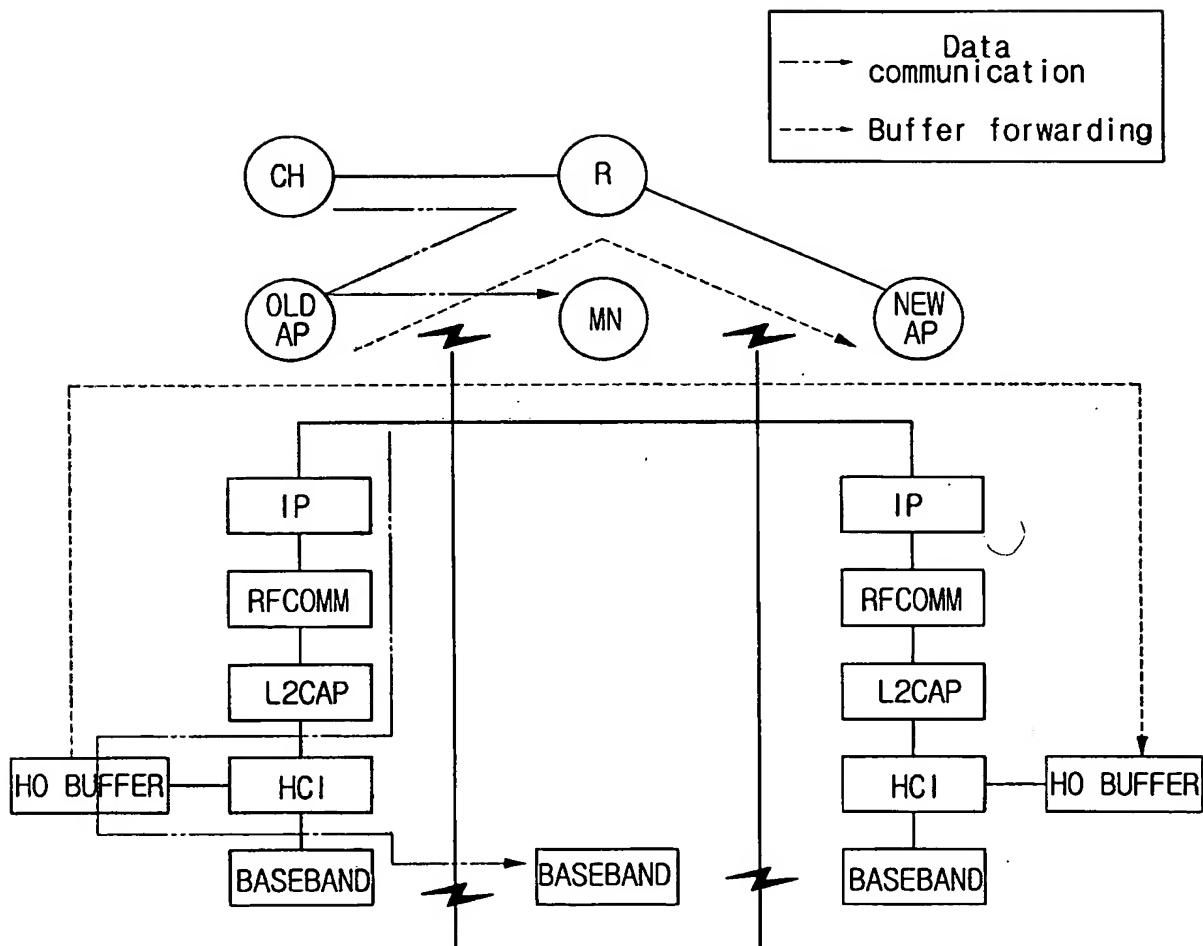 Data
communication
Buffer forwarding
CH
R
OLD
AP
MN
NEW
AP
IP
IP
RFCOMM
RFCOMM
L2CAP
L2CAP
HO BUFFER
HCI
HCI
HO BUFFER
BASEBAND
BASEBAND
BASEBAND